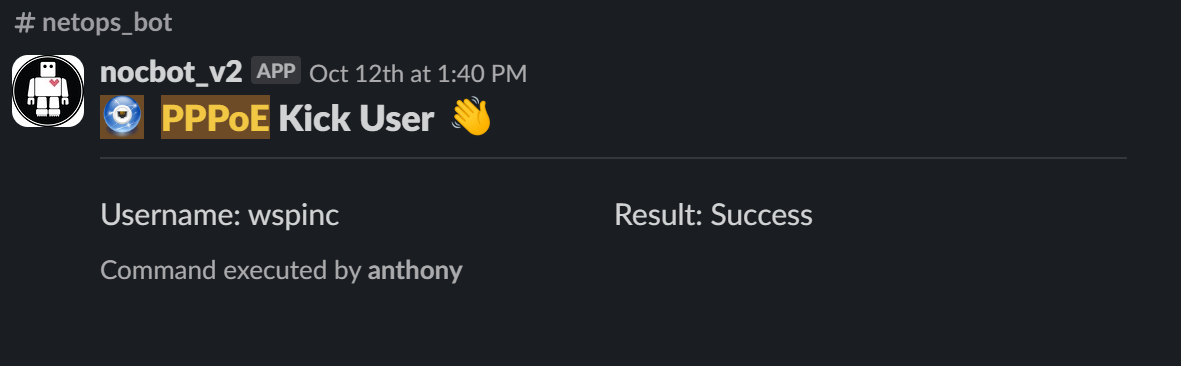 # netops_bot
nocbot_v2 APP Oct 12th at 1:40 PM
PPPoE Kick User 👋
Username: wspinc Result: Success
Command executed by anthony